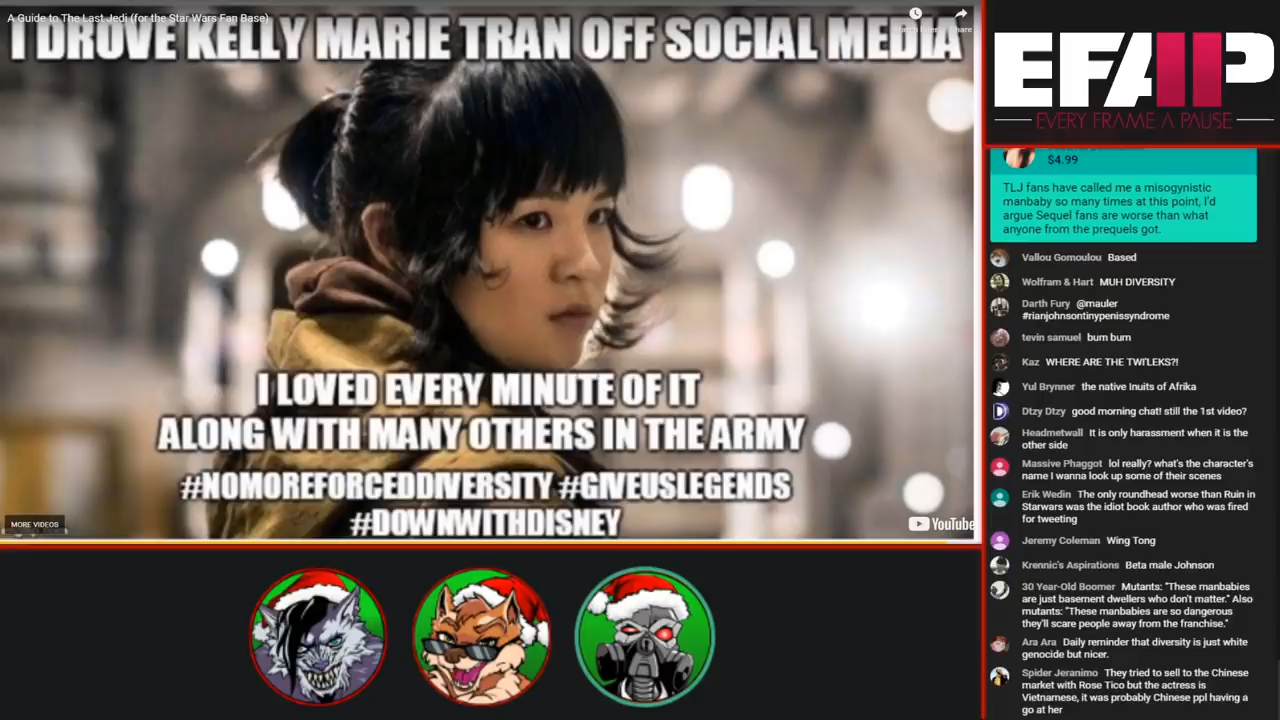 A Guide to The Last Jedi (for the Star Wars Fan Base)
I DROVE KELLY MARIE TRAN OFF SOCIAL MEDIA
I LOVED EVERY MINUTE OF IT
ALONG WITH MANY OTHERS IN THE ARMY
#NOMOREFORCEDDIVERSITY #GIVEUSLEGENDS
#DOWNWITHDISNEY
MORE VIDEOS
YouTube
EFAP
EVERY FRAME A PAUSE
$4.99
TLJ fans have called me a misogynistic
manbaby so many times at this point, I'd
argue Sequel fans are worse than what
anyone from the prequels got.
Vallou Gomoulou Based
Wolfram & Hart MUH DIVERSITY
Darth Fury @mauler
#rianjohnsontinypenissyndrome
tevin samuel burn burn
Kaz WHERE ARE THE TWI'LEKS?!
Yul Brynner the native Inuits of Afrika
Dtzy Dtzy good morning chat! still the 1st video?
Headmetwall It is only harassment when it is the
other side
Massive Phaggot lol really? what's the character's
name I wanna look up some of their scenes
Erik Wedin The only roundhead worse than Ruin in
Starwars was the idiot book author who was fired
for tweeting
Jeremy Coleman Wing Tong
Krennic's Aspirations Beta male Johnson
30 Year-Old Boomer Mutants: "These manbabies
are just basement dwellers who don't matter." Also
mutants: "These manbabies are so dangerous
they'll scare people away from the franchise."
Ara Ara Daily reminder that diversity is just white
genocide but nicer.
Spider Jeranimo They tried to sell to the Chinese
market with Rose Tico but the actress is
Vietnamese, it was probably Chinese ppl having a
go at her